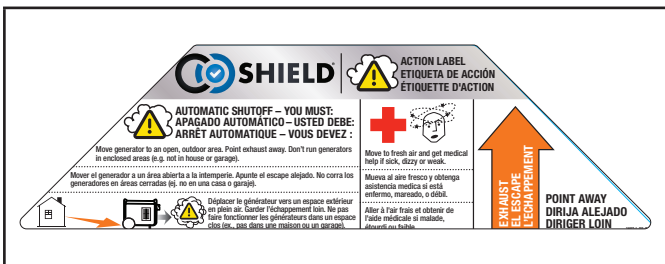 CO SHIELD®
ACTION LABEL
ETIQUETA DE ACCIÓN
ÉTIQUETTE D'ACTION
AUTOMATIC SHUTOFF – YOU MUST:
APAGADO AUTOMÁTICO – USTED DEBE:
ARRÊT AUTOMATIQUE – VOUS DEVEZ :
Move generator to an open, outdoor area. Point exhaust away. Don't run generators
in enclosed areas (e.g. not in house or garage).
Mover el generador a un área abierta a la intemperie. Apunte el escape alejado. No corra los
generadores en áreas cerradas (ej. no en una casa o garaje).
Déplacer le générateur vers un espace extérieur
en plein air. Garder l'échappement loin. Ne pas
faire fonctionner les générateurs dans un espace
clos (ex., pas dans une maison ou un garage).
Move to fresh air and get medical
help if sick, dizzy or weak.
Mueva al aire fresco y obtenga
asistencia medica si está
enfermo, mareado, o débil.
Aller à l'air frais et obtenir de
l'aide médicale si malade,
étourdi ou faible.
EXHAUST
EL ESCAPE
L'ÉCHAPPEMENT
POINT AWAY
DIRIJA ALEJADO
DIRIGER LOIN